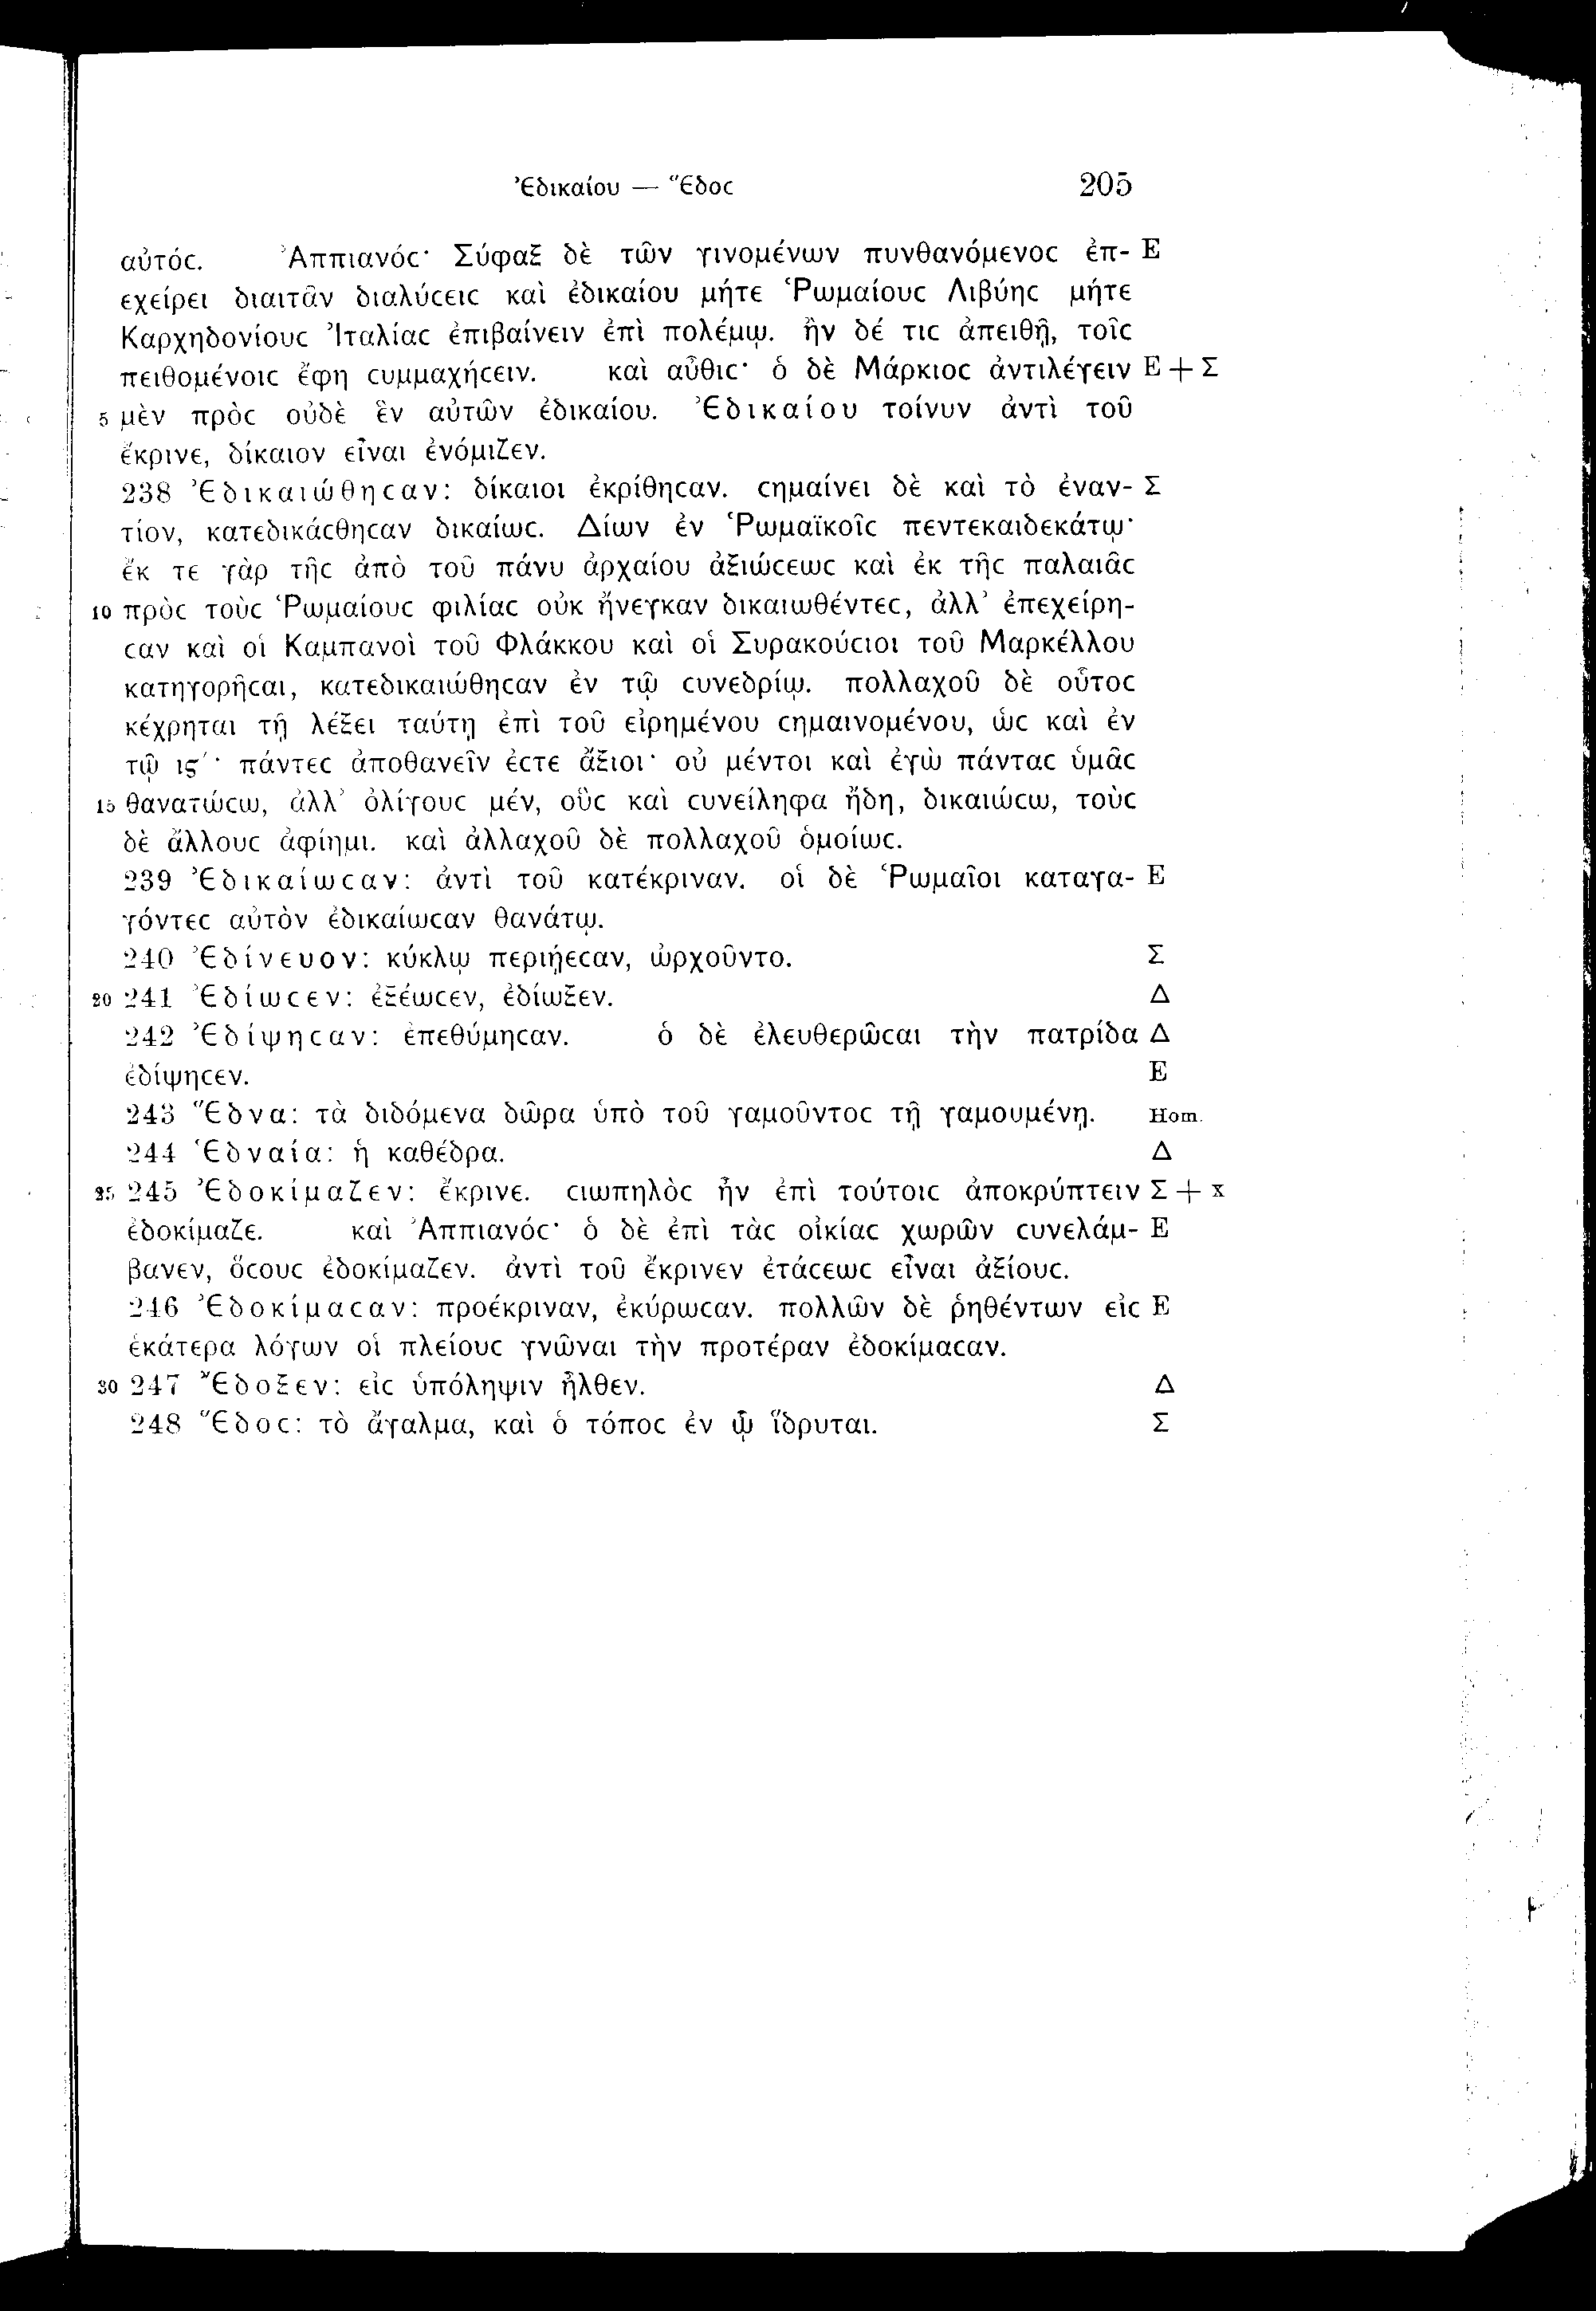 Ἐδικαίου — Ἕδοϲ 205
αὐτόϲ. Ἀππιανόϲ· Σύφαξ δὲ τῶν γινομένων πυνθανόμενοϲ ἐπ- E
εχείρει διαιτᾶν διαλύϲειϲ καὶ ἐδικαίου μήτε Ῥωμαίουϲ Λιβύηϲ μήτε
Καρχηδονίουϲ Ἰταλίαϲ ἐπιβαίνειν ἐπὶ πολέμῳ. ἢν δέ τιϲ ἀπειθῇ, τοῖϲ
πειθομένοιϲ ἔφη ϲυμμαχήϲειν. καὶ αὖθιϲ· ὁ δὲ Μάρκιοϲ ἀντιλέγειν E + Σ
5 μὲν πρὸϲ οὐδὲ ἓν αὐτῶν ἐδικαίου. Ἐδικαίου τοίνυν ἀντὶ τοῦ
ἔκρινε, δίκαιον εἶναι ἐνόμιζεν.
238 Ἐδικαιώθηϲαν: δίκαιοι ἐκρίθηϲαν. ϲημαίνει δὲ καὶ τὸ ἐναν- Σ
τίον, κατεδικάϲθηϲαν δικαίωϲ. Δίων ἐν Ῥωμαϊκοῖϲ πεντεκαιδεκάτῳ·
ἔκ τε γὰρ τῆϲ ἀπὸ τοῦ πάνυ ἀρχαίου ἀξιώϲεωϲ καὶ ἐκ τῆϲ παλαιᾶϲ
10 πρὸϲ τοὺϲ Ῥωμαίουϲ φιλίαϲ οὐκ ἤνεγκαν δικαιωθέντεϲ, ἀλλ’ ἐπεχείρη-
ϲαν καὶ οἱ Καμπανοὶ τοῦ Φλάκκου καὶ οἱ Συρακούϲιοι τοῦ Μαρκέλλου
κατηγορῆϲαι, κατεδικαιώθηϲαν ἐν τῷ ϲυνεδρίῳ. πολλαχοῦ δὲ οὗτοϲ
κέχρηται τῇ λέξει ταύτῃ ἐπὶ τοῦ εἰρημένου ϲημαινομένου, ὡϲ καὶ ἐν
τῷ ιϛʹ· πάντεϲ ἀποθανεῖν ἐϲτε ἄξιοι· οὐ μέντοι καὶ ἐγὼ πάνταϲ ὑμᾶϲ
15 θανατώϲω, ἀλλ’ ὀλίγουϲ μέν, οὓϲ καὶ ϲυνείληφα ἤδη, δικαιώϲω, τοὺϲ
δὲ ἄλλουϲ ἀφίημι. καὶ ἀλλαχοῦ δὲ πολλαχοῦ ὁμοίωϲ.
239 Ἐδικαίωϲαν: ἀντὶ τοῦ κατέκριναν. οἱ δὲ Ῥωμαῖοι καταγα- E
γόντεϲ αὐτὸν ἐδικαίωϲαν θανάτῳ.
240 Ἐδίνευον: κύκλῳ περιῄεϲαν, ὠρχοῦντο. Σ
20 241 Ἐδίωϲεν: ἐξέωϲεν, ἐδίωξεν. Δ
242 Ἐδίψηϲαν: ἐπεθύμηϲαν. ὁ δὲ ἐλευθερῶϲαι τὴν πατρίδα Δ
ἐδίψηϲεν. E
243 Ἕδνα: τὰ διδόμενα δῶρα ὑπὸ τοῦ γαμοῦντοϲ τῇ γαμουμένῃ. Hom.
244 Ἑδναία: ἡ καθέδρα. Δ
25 245 Ἐδοκίμαζεν: ἔκρινε. ϲιωπηλὸϲ ἦν ἐπὶ τούτοιϲ ἀποκρύπτειν Σ + x
ἐδοκίμαζε. καὶ Ἀππιανόϲ· ὁ δὲ ἐπὶ τὰϲ οἰκίαϲ χωρῶν ϲυνελάμ- E
βανεν, ὅϲουϲ ἐδοκίμαζεν. ἀντὶ τοῦ ἔκρινεν ἐτάϲεωϲ εἶναι ἀξίουϲ.
246 Ἐδοκίμαϲαν: προέκριναν, ἐκύρωϲαν. πολλῶν δὲ ῥηθέντων εἰϲ E
ἑκάτερα λόγων οἱ πλείουϲ γνῶναι τὴν προτέραν ἐδοκίμαϲαν.
30 247 Ἔδοξεν: εἰϲ ὑπόληψιν ἦλθεν. Δ
248 Ἕδοϲ: τὸ ἄγαλμα, καὶ ὁ τόποϲ ἐν ᾧ ἵδρυται. Σ